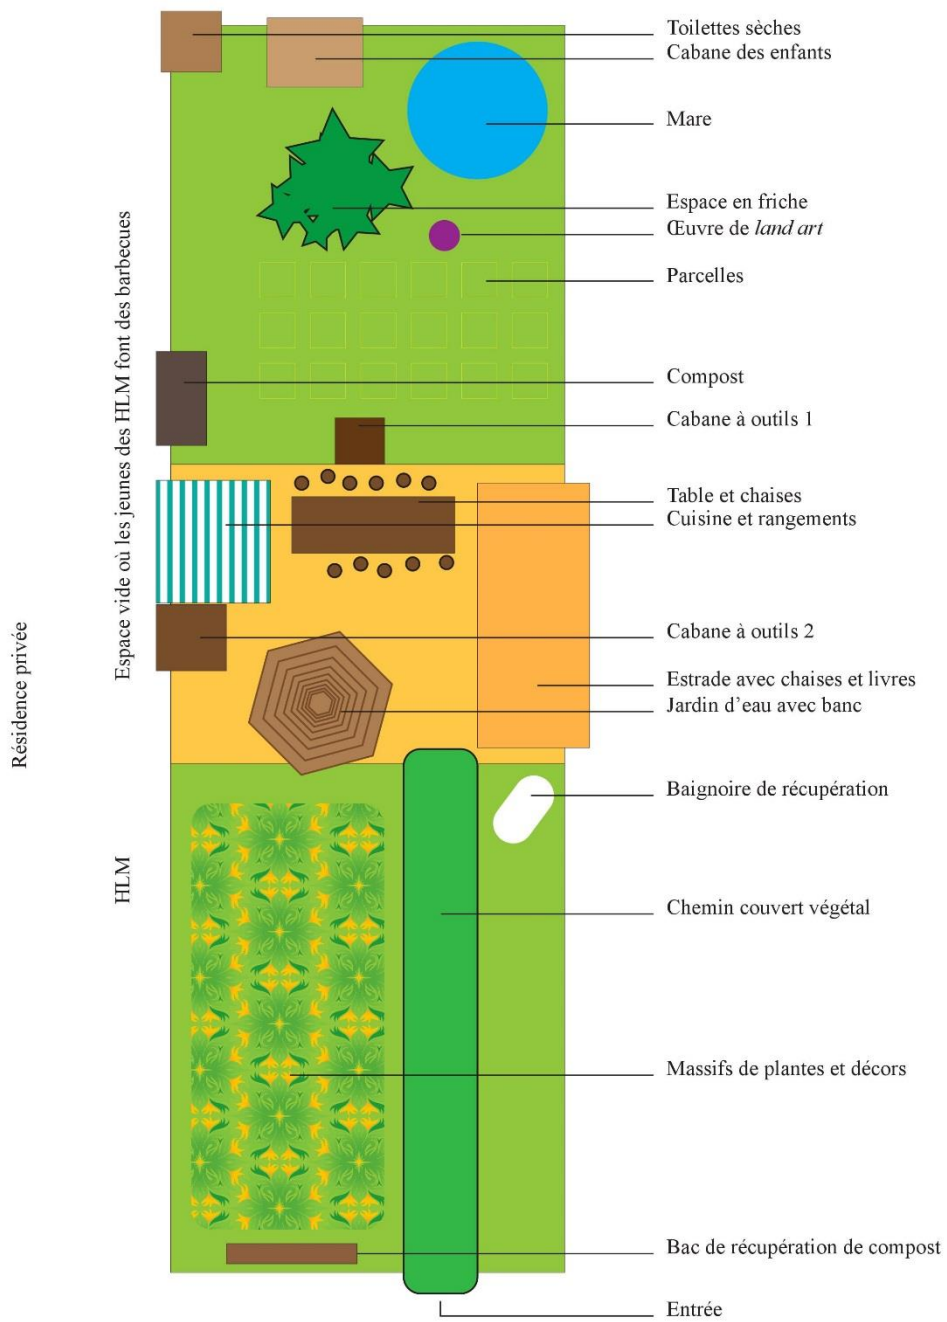 Toilettes sèches
Cabane des enfants
Mare
Espace en friche
Œuvre de land art
Parcelles
Compost
Cabane à outils 1
Table et chaises
Cuisine et rangements
Cabane à outils 2
Estrade avec chaises et livres
Jardin d’eau avec banc
Baignoire de récupération
Chemin couvert végétal
Massifs de plantes et décors
Bac de récupération de compost
Entrée
Résidence privée
Espace vide où les jeunes des HLM font des barbecues
HLM